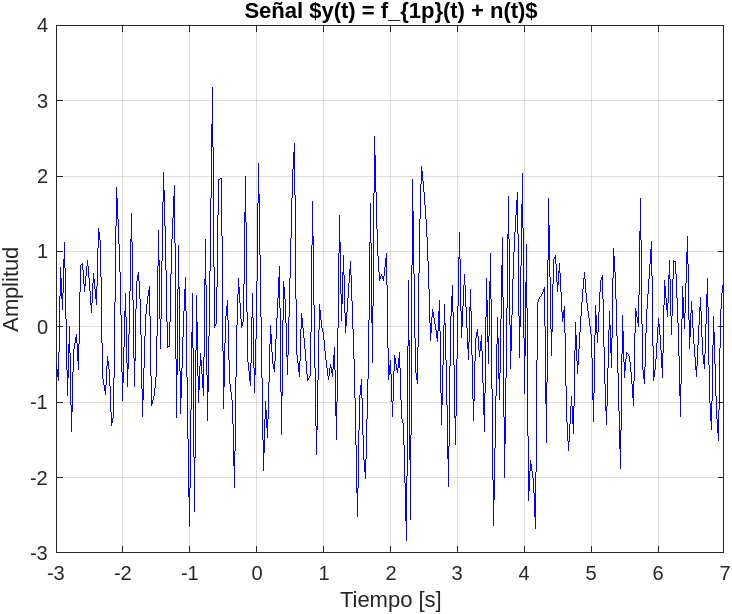 Señal $y(t) = f_{1p}(t) + n(t)$
4
3
2
1
0
-1
-2
-3
Amplitud
-3 -2 -1 0 1 2 3 4 5 6 7
Tiempo [s]